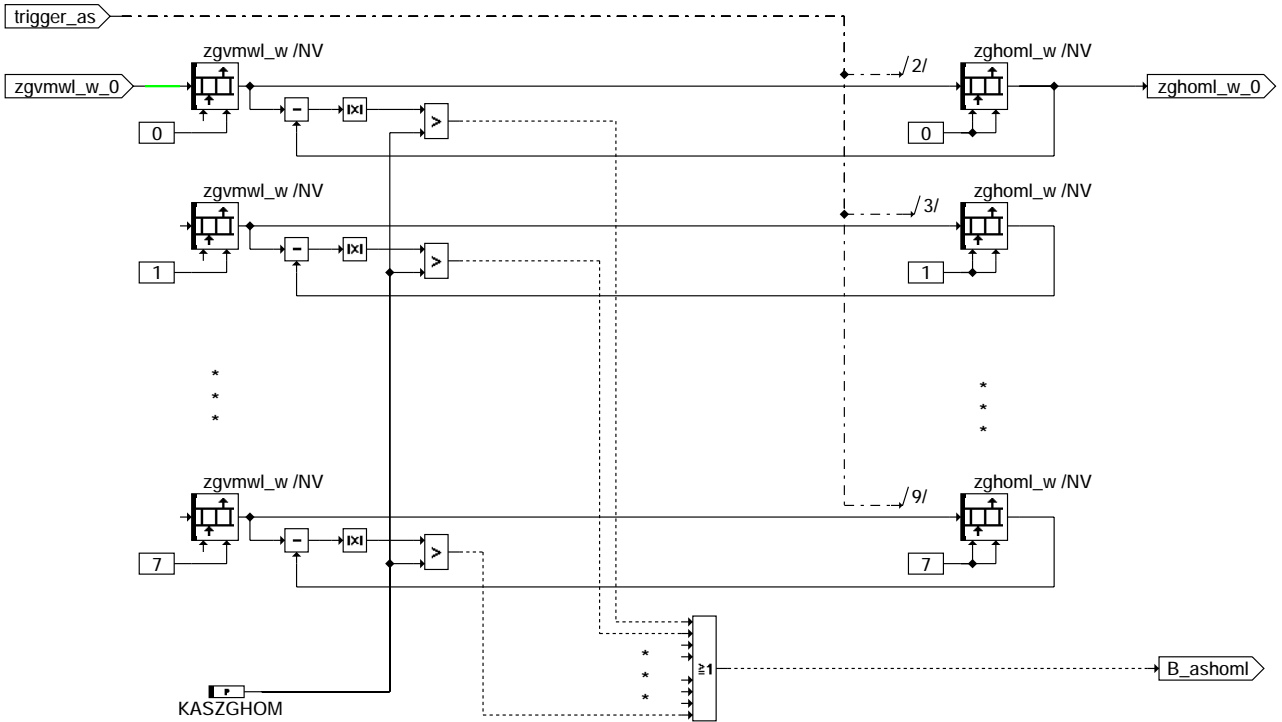 trigger_as
zgvmwl_w /NV
zghoml_w /NV
2/
zgvmwl_w_0
zghoml_w_0
-
|x|
>
0
0
zgvmwl_w /NV
zghoml_w /NV
3/
-
|x|
>
1
1
*
*
*
*
*
*
zgvmwl_w /NV
zghoml_w /NV
9/
-
|x|
>
7
7
*
*
*
≥1
B_ashoml
P
KASZGHOM